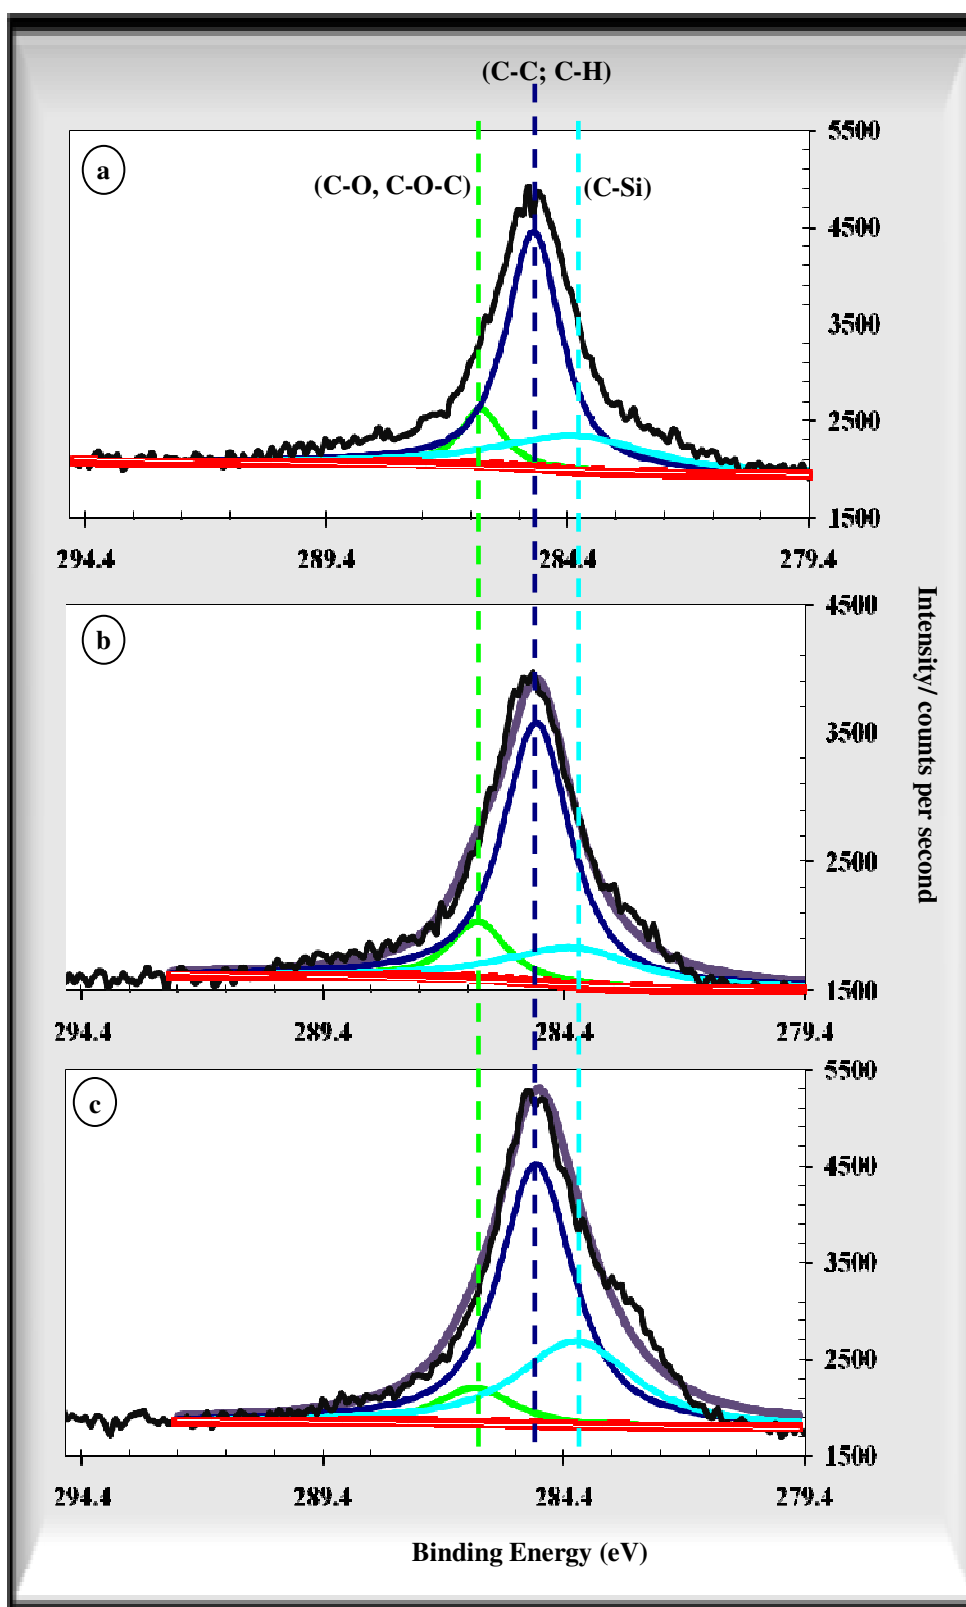 (C-C; C-H)
a
(C-O, C-O-C)
(C-Si)
5500
4500
3500
2500
1500
294.4 289.4 284.4 279.4
b
4500
3500
2500
1500
294.4 289.4 284.4 279.4
Intensity/ counts per second
c
5500
4500
3500
2500
1500
294.4 289.4 284.4 279.4
Binding Energy (eV)